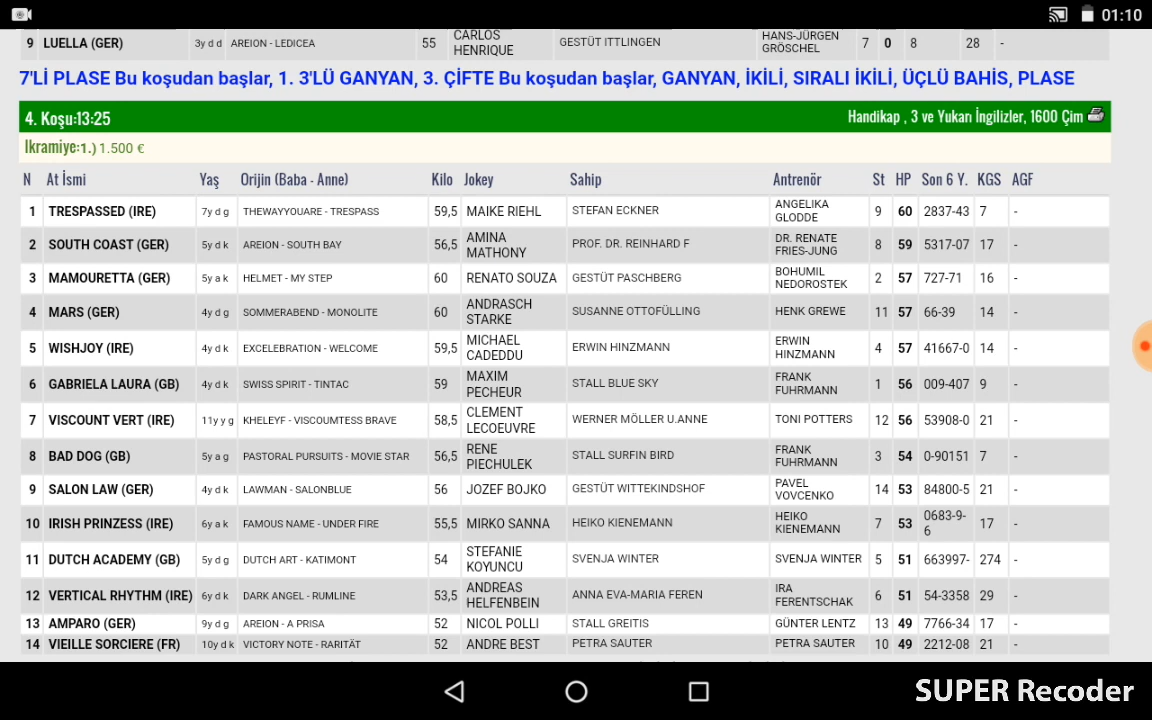 01:10
9 LUELLA (GER) 3y d d AREION - LEDICEA 55 CARLOS HENRIQUE GESTÜT ITTLINGEN HANS-JÜRGEN GRÖSCHEL 7 0 8 28 -
7'Lİ PLASE Bu koşudan başlar, 1. 3'LÜ GANYAN, 3. ÇİFTE Bu koşudan başlar, GANYAN, İKİLİ, SIRALI İKİLİ, ÜÇLÜ BAHİS, PLASE
4. Koşu:13:25 Handikap , 3 ve Yukarı İngilizler, 1600 Çim
Ikramiye:1.) 1.500 €
N At İsmi Yaş Orijin (Baba - Anne) Kilo Jokey Sahip Antrenör St HP Son 6 Y. KGS AGF
1 TRESPASSED (IRE) 7y d g THEWAYYOUARE - TRESPASS 59,5 MAIKE RIEHL STEFAN ECKNER ANGELIKA GLODDE 9 60 2837-43 7 -
2 SOUTH COAST (GER) 5y d k AREION - SOUTH BAY 56,5 AMINA MATHONY PROF. DR. REINHARD F DR. RENATE FRIES-JUNG 8 59 5317-07 17 -
3 MAMOURETTA (GER) 5y a k HELMET - MY STEP 60 RENATO SOUZA GESTÜT PASCHBERG BOHUMIL NEDOROSTEK 2 57 727-71 16 -
4 MARS (GER) 4y d g SOMMERABEND - MONOLITE 60 ANDRASCH STARKE SUSANNE OTTOFÜLLING HENK GREWE 11 57 66-39 14 -
5 WISHJOY (IRE) 4y d k EXCELEBRATION - WELCOME 59,5 MICHAEL CADEDDU ERWIN HINZMANN ERWIN HINZMANN 4 57 41667-0 14 -
6 GABRIELA LAURA (GB) 4y d k SWISS SPIRIT - TINTAC 59 MAXIM PECHEUR STALL BLUE SKY FRANK FUHRMANN 1 56 009-407 9 -
7 VISCOUNT VERT (IRE) 11y y g KHELEYF - VISCOUMTESS BRAVE 58,5 CLEMENT LECOEUVRE WERNER MÖLLER U.ANNE TONI POTTERS 12 56 53908-0 21 -
8 BAD DOG (GB) 5y a g PASTORAL PURSUITS - MOVIE STAR 56,5 RENE PIECHULEK STALL SURFIN BIRD FRANK FUHRMANN 3 54 0-90151 7 -
9 SALON LAW (GER) 4y d k LAWMAN - SALONBLUE 56 JOZEF BOJKO GESTÜT WITTEKINDSHOF PAVEL VOVCENKO 14 53 84800-5 21 -
10 IRISH PRINZESS (IRE) 6y a k FAMOUS NAME - UNDER FIRE 55,5 MIRKO SANNA HEIKO KIENEMANN HEIKO KIENEMANN 7 53 0683-9-6 17 -
11 DUTCH ACADEMY (GB) 5y d g DUTCH ART - KATIMONT 54 STEFANIE KOYUNCU SVENJA WINTER SVENJA WINTER 5 51 663997- 274 -
12 VERTICAL RHYTHM (IRE) 6y d k DARK ANGEL - RUMLINE 53,5 ANDREAS HELFENBEIN ANNA EVA-MARIA FEREN IRA FERENTSCHAK 6 51 54-3358 29 -
13 AMPARO (GER) 9y d g AREION - A PRISA 52 NICOL POLLI STALL GREITIS GÜNTER LENTZ 13 49 7766-34 17 -
14 VIEILLE SORCIERE (FR) 10y d k VICTORY NOTE - RARITÄT 52 ANDRE BEST PETRA SAUTER PETRA SAUTER 10 49 2212-08 21 -
SUPER Recoder